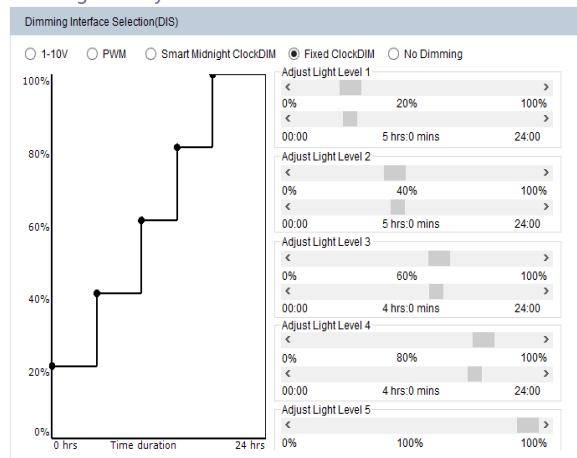 Dimming Interface Selection(DIS)
1-10V PWM Smart Midnight ClockDIM Fixed ClockDIM No Dimming
100%
80%
60%
40%
20%
0%
0 hrs Time duration 24 hrs
Adjust Light Level 1
0% 20% 100%
00:00 5 hrs:0 mins 24:00
Adjust Light Level 2
0% 40% 100%
00:00 5 hrs:0 mins 24:00
Adjust Light Level 3
0% 60% 100%
00:00 4 hrs:0 mins 24:00
Adjust Light Level 4
0% 80% 100%
00:00 4 hrs:0 mins 24:00
Adjust Light Level 5
0% 100% 100%